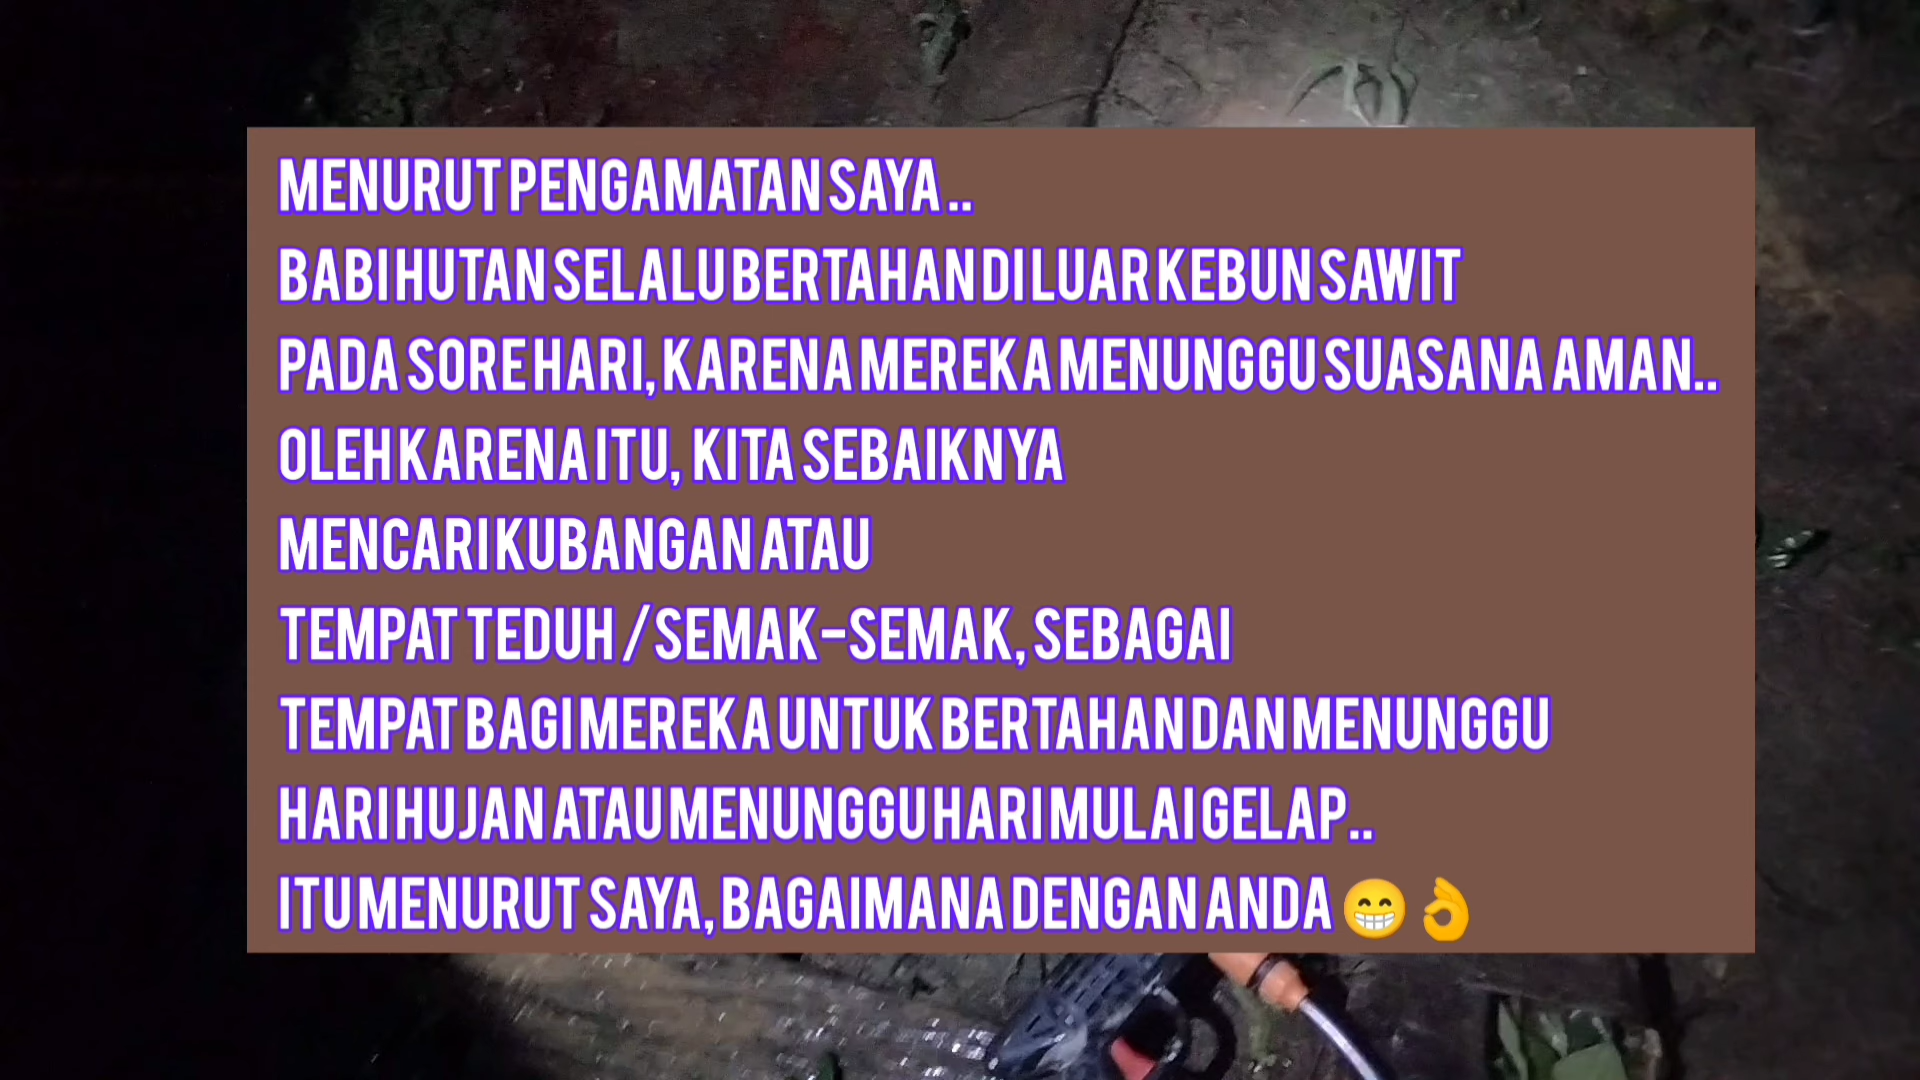 MENURUT PENGAMATAN SAYA ..
BABI HUTAN SELALU BERTAHAN DI LUAR KEBUN SAWIT
PADA SORE HARI, KARENA MEREKA MENUNGGU SUASANA AMAN..
OLEH KARENA ITU, KITA SEBAIKNYA
MENCARI KUBANGAN ATAU
TEMPAT TEDUH / SEMAK-SEMAK, SEBAGAI
TEMPAT BAGI MEREKA UNTUK BERTAHAN DAN MENUNGGU
HARI HUJAN ATAU MENUNGGU HARI MULAI GELAP..
ITU MENURUT SAYA, BAGAIMANA DENGAN ANDA 😁👌